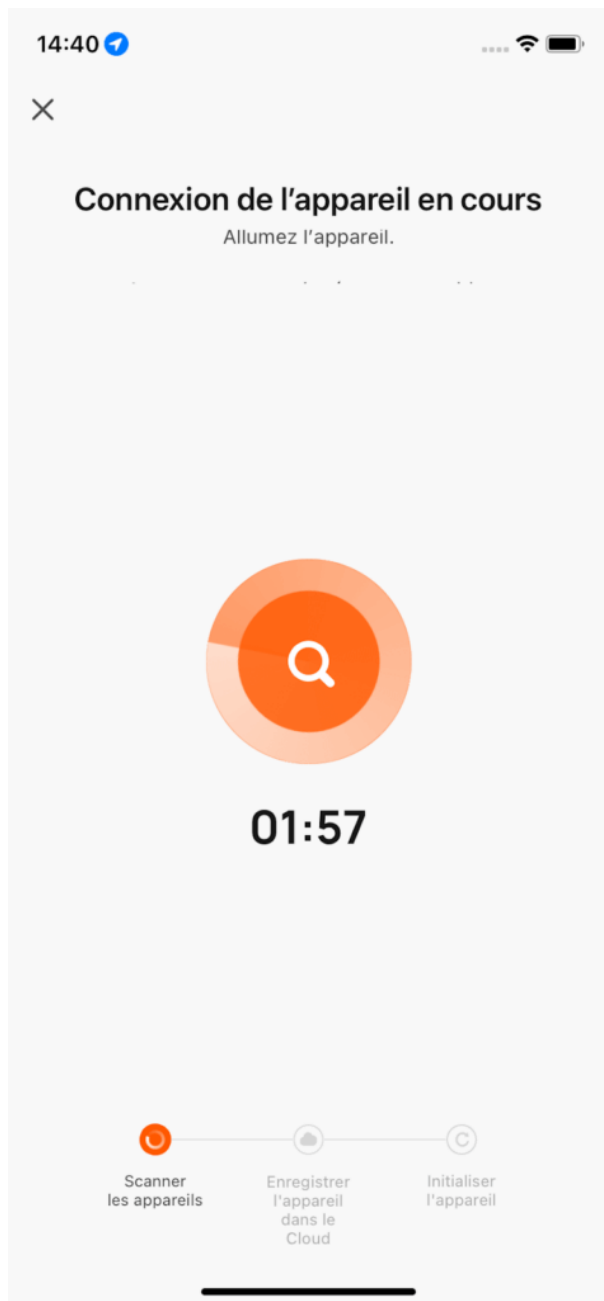 14:40
Connexion de l’appareil en cours
Allumez l’appareil.
01:57
Scanner
les appareils
Enregistrer
l'appareil
dans le
Cloud
Initialiser
l'appareil